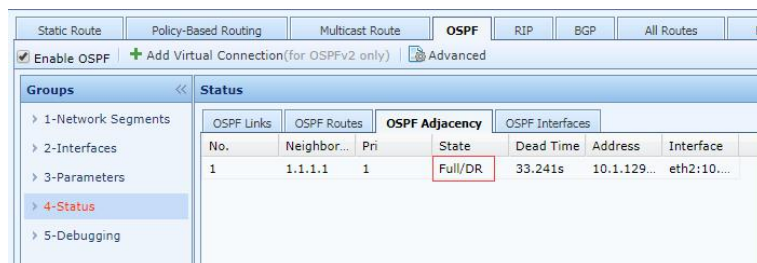 Static Route Policy-Based Routing Multicast Route OSPF RIP BGP All Routes
Enable OSPF Add Virtual Connection(for OSPFv2 only) Advanced
Groups Status
1-Network Segments
2-Interfaces
3-Parameters
4-Status
5-Debugging
OSPF Links OSPF Routes OSPF Adjacency OSPF Interfaces
No. Neighbor... Pri State Dead Time Address Interface
1 1.1.1.1 1 Full/DR 33.241s 10.1.129... eth2:10....